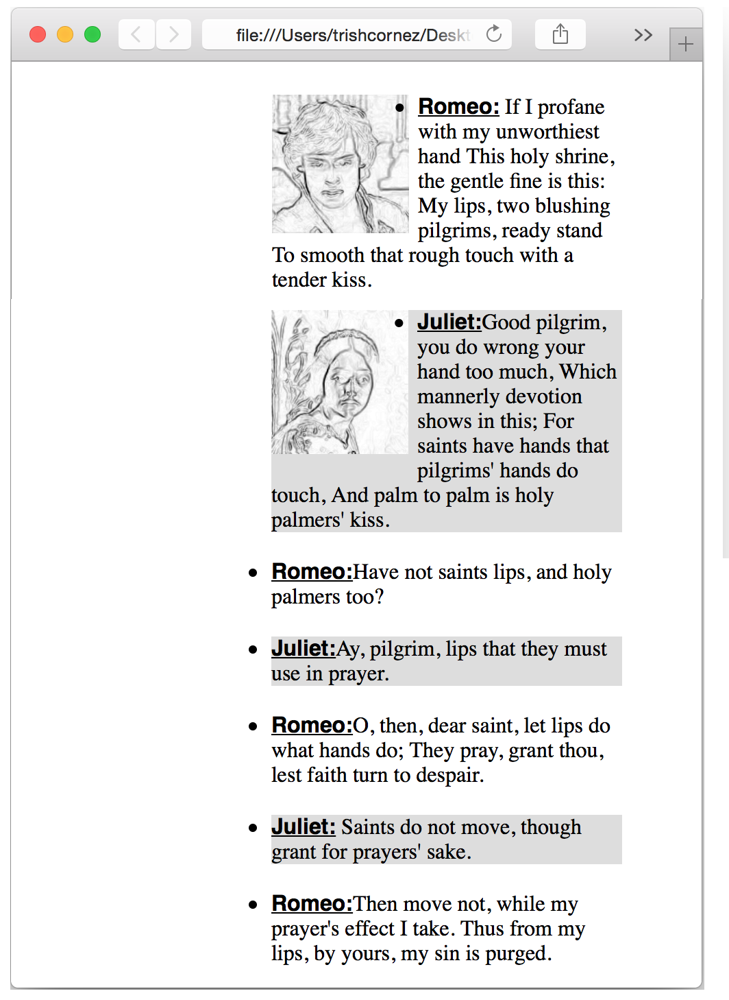 file:///Users/trishcornez/Deskt
Romeo: If I profane
with my unworthiest
hand This holy shrine,
the gentle fine is this:
My lips, two blushing
pilgrims, ready stand
To smooth that rough touch with a
tender kiss.
Juliet:Good pilgrim,
you do wrong your
hand too much, Which
mannerly devotion
shows in this; For
saints have hands that
pilgrims' hands do
touch, And palm to palm is holy
palmers' kiss.
Romeo:Have not saints lips, and holy
palmers too?
Juliet:Ay, pilgrim, lips that they must
use in prayer.
Romeo:O, then, dear saint, let lips do
what hands do; They pray, grant thou,
lest faith turn to despair.
Juliet: Saints do not move, though
grant for prayers' sake.
Romeo:Then move not, while my
prayer's effect I take. Thus from my
lips, by yours, my sin is purged.